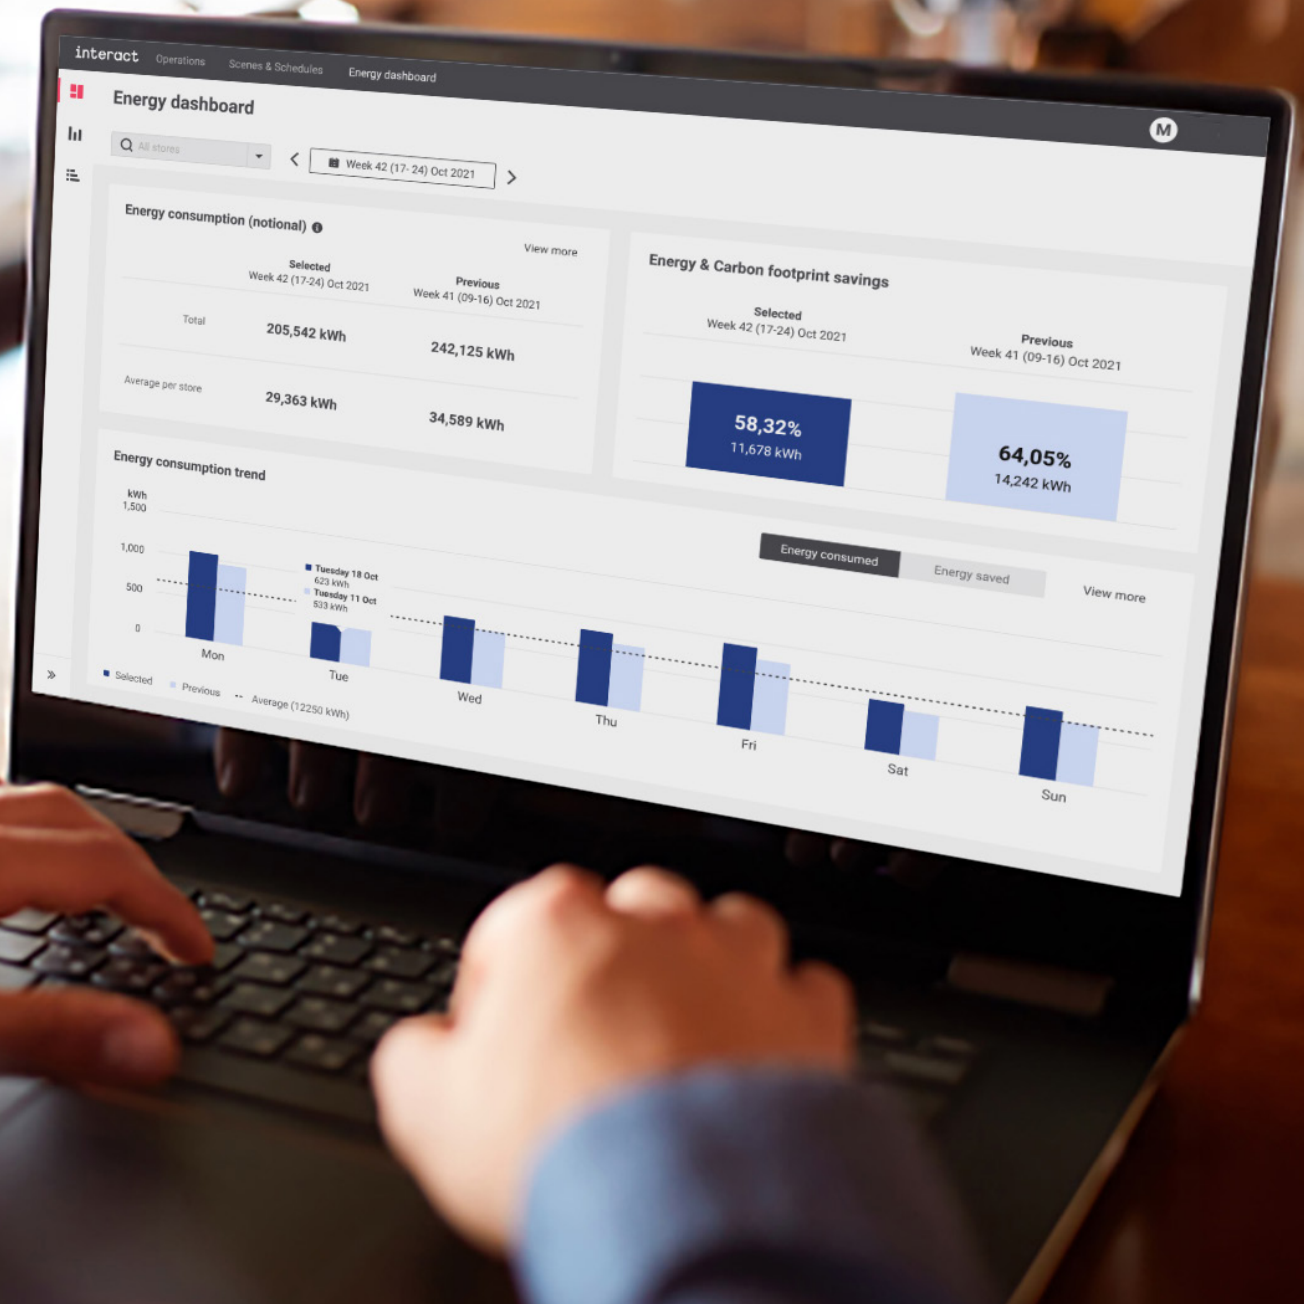 interact Operations Scenes & Schedules Energy dashboard
M
Energy dashboard
All stores
Week 42 (17- 24) Oct 2021
Energy consumption (notional)
View more
Selected
Week 42 (17-24) Oct 2021
Previous
Week 41 (09-16) Oct 2021
Total 205,542 kWh 242,125 kWh
Average per store 29,363 kWh 34,589 kWh
Energy & Carbon footprint savings
Selected
Week 42 (17-24) Oct 2021
Previous
Week 41 (09-16) Oct 2021
58,32%
11,678 kWh
64,05%
14,242 kWh
Energy consumption trend
Energy consumed Energy saved View more
kWh
1,500
1,000
500
0
Tuesday 18 Oct
623 kWh
Tuesday 11 Oct
533 kWh
Mon Tue Wed Thu Fri Sat Sun
Selected Previous Average (12250 kWh)